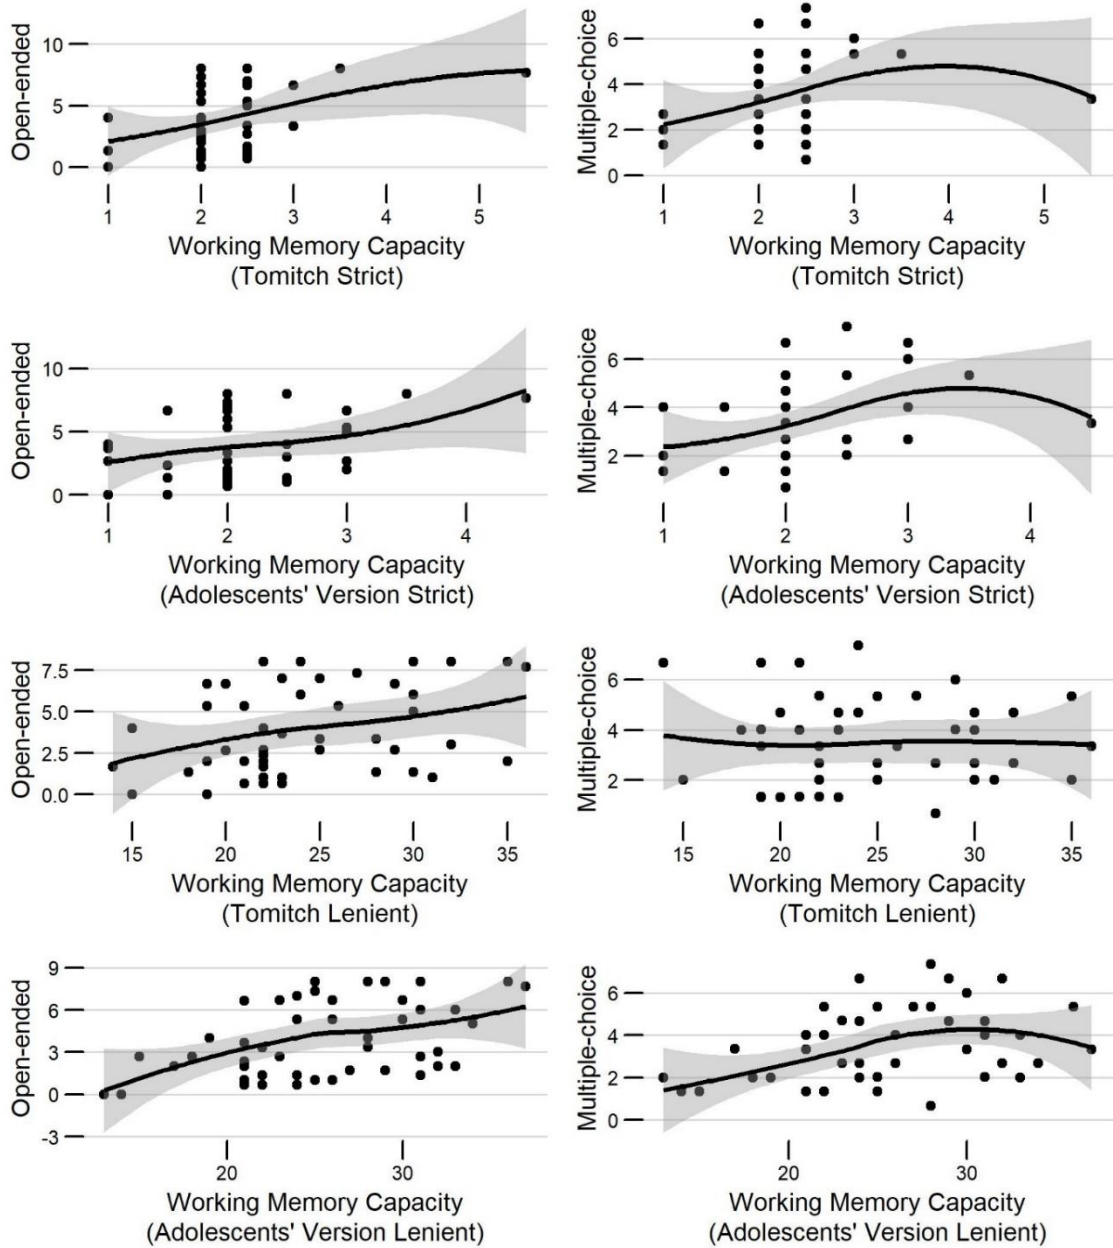 Open-ended
10
5
0
1 2 3 4 5
Working Memory Capacity
(Tomitch Strict)
Multiple-choice
6
4
2
0
1 2 3 4 5
Working Memory Capacity
(Tomitch Strict)
Open-ended
10
5
0
1 2 3 4
Working Memory Capacity
(Adolescents' Version Strict)
Multiple-choice
6
4
2
1 2 3 4
Working Memory Capacity
(Adolescents' Version Strict)
Open-ended
7.5
5.0
2.5
0.0
15 20 25 30 35
Working Memory Capacity
(Tomitch Lenient)
Multiple-choice
6
4
2
15 20 25 30 35
Working Memory Capacity
(Tomitch Lenient)
Open-ended
9
6
3
0
-3
20 30
Working Memory Capacity
(Adolescents' Version Lenient)
Multiple-choice
6
4
2
0
20 30
Working Memory Capacity
(Adolescents' Version Lenient)